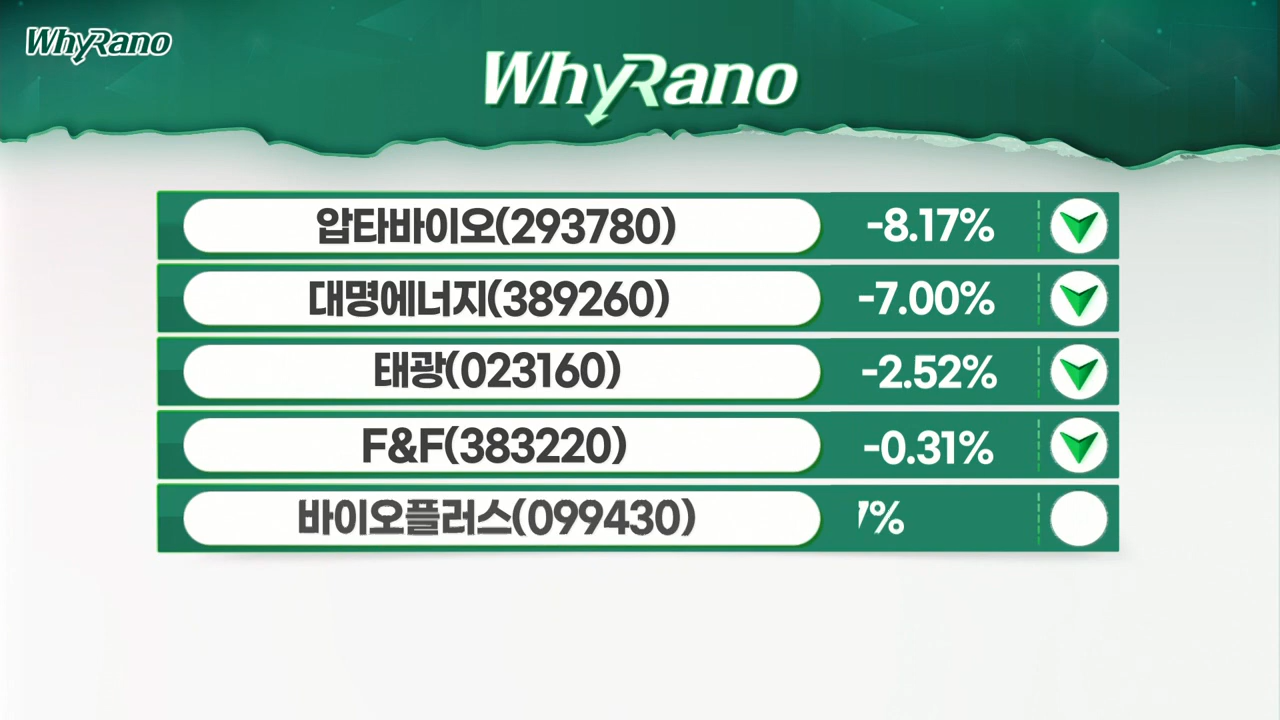 WhyRano
WhyRano
압타바이오(293780) -8.17%
대명에너지(389260) -7.00%
태광(023160) -2.52%
F&F(383220) -0.31%
바이오플러스(099430) 7%